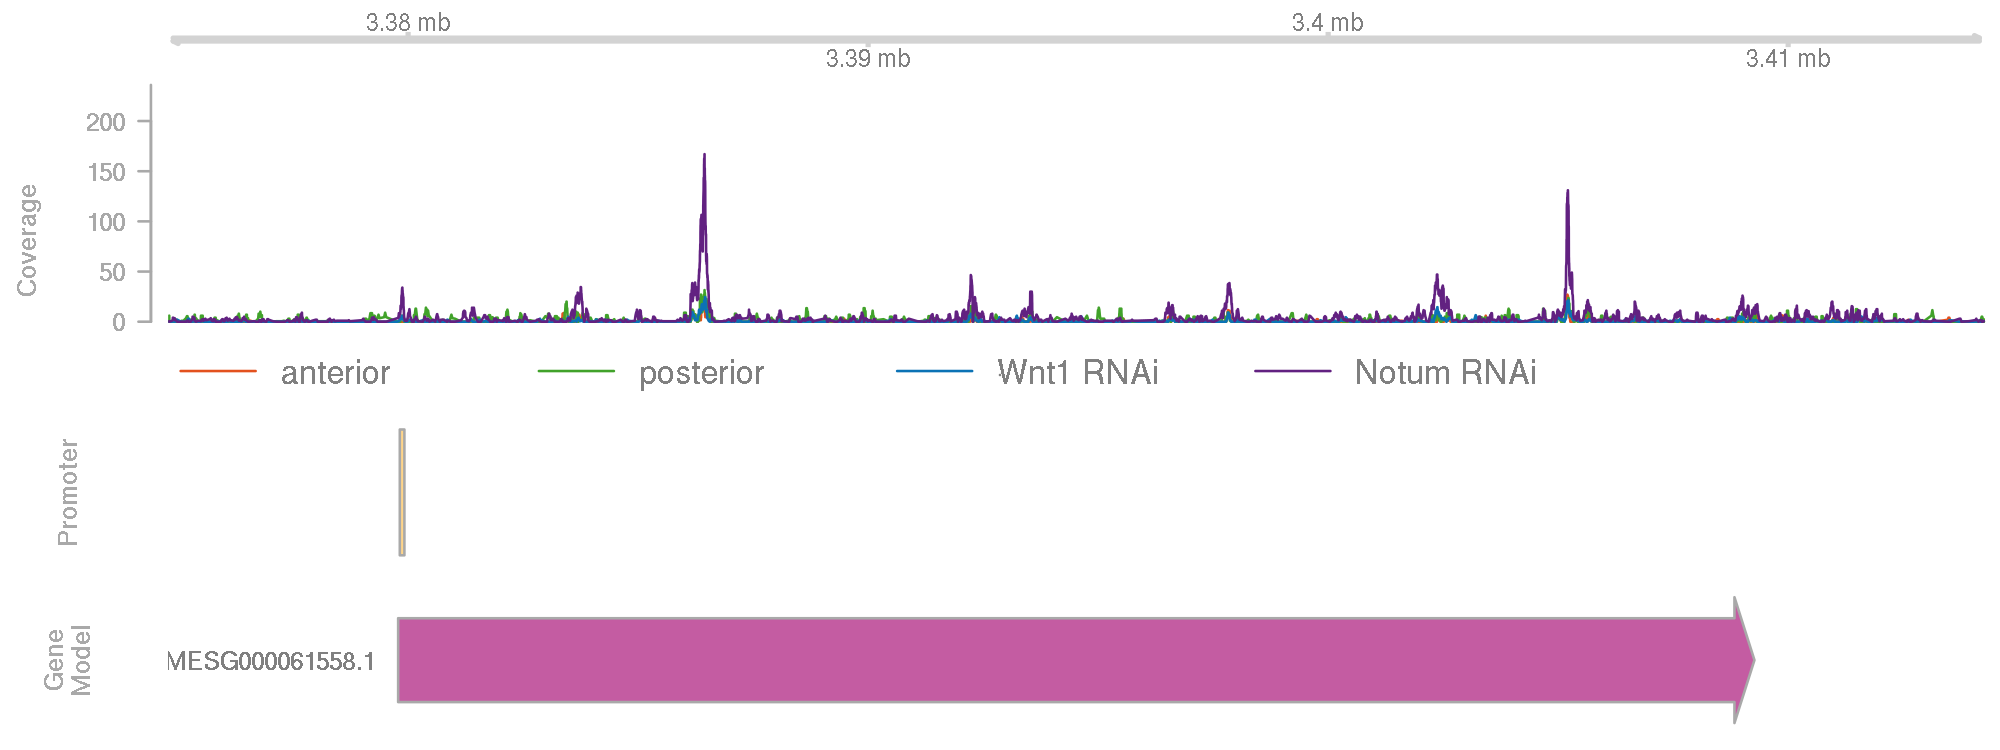 3.38 mb
3.4 mb
3.39 mb
3.41 mb
Coverage
200
150
100
50
0
anterior posterior Wnt1 RNAi Notum RNAi
Promoter
Gene
Model
MESG000061558.1